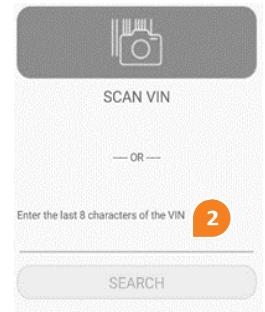 SCAN VIN
— OR —
Enter the last 8 characters of the VIN 2
SEARCH